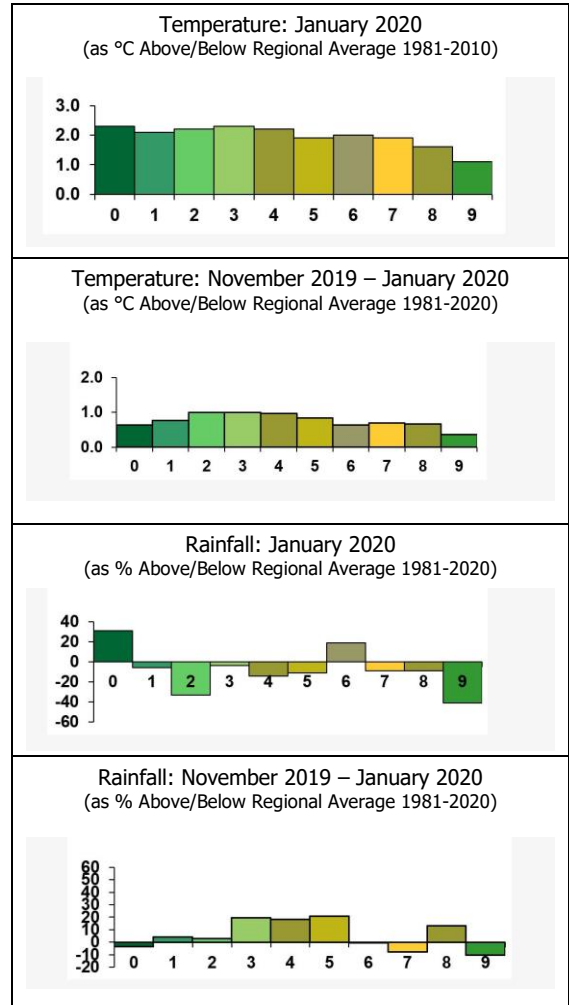 Temperature: January 2020
(as °C Above/Below Regional Average 1981-2010)
3.0
2.0
1.0
0.0
0 1 2 3 4 5 6 7 8 9
Temperature: November 2019 – January 2020
(as °C Above/Below Regional Average 1981-2020)
2.0
1.0
0.0
0 1 2 3 4 5 6 7 8 9
Rainfall: January 2020
(as % Above/Below Regional Average 1981-2020)
40
20
0
-20
-40
-60
0 1 2 3 4 5 6 7 8 9
Rainfall: November 2019 – January 2020
(as % Above/Below Regional Average 1981-2020)
60
50
40
30
20
10
0
-10
-20
0 1 2 3 4 5 6 7 8 9